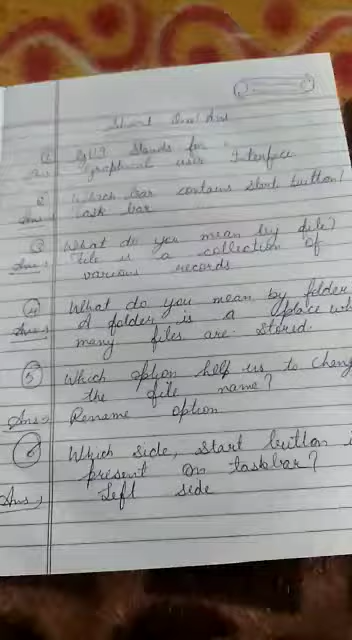 Short Que/Ans
① GUI Stands for
Ans: graphical user Interface
② Which bar contains start button?
Ans: task bar
③ What do you mean by file?
Ans: File is a collection of
various records.
④ What do you mean by folder
Ans: A folder is a place wh
many files are stored.
⑤ Which option help us to Chang
the file name?
Ans: Rename option
⑥ Which side, start button i
present on taskbar?
Ans, Left side